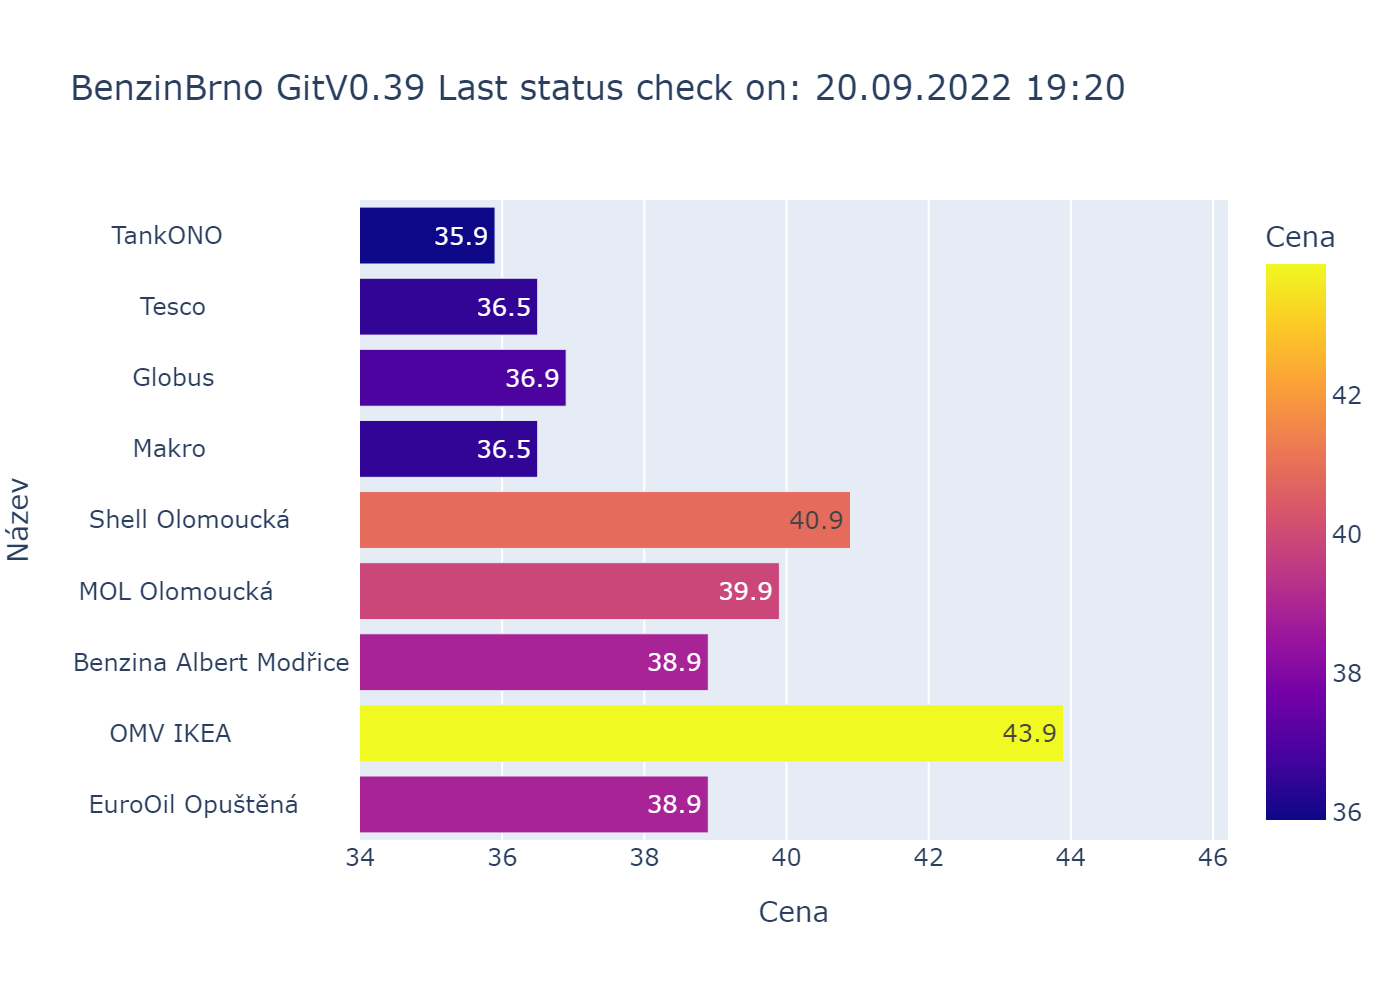 BenzinBrno GitV0.39 Last status check on: 20.09.2022 19:20
Cena
TankONO 35.9
Tesco 36.5
Globus 36.9
Makro 36.5
Shell Olomoucká 40.9
MOL Olomoucká 39.9
Benzina Albert Modřice 38.9
OMV IKEA 43.9
EuroOil Opuštěná 38.9
Název
34 36 38 40 42 44 46
Cena
42
40
38
36